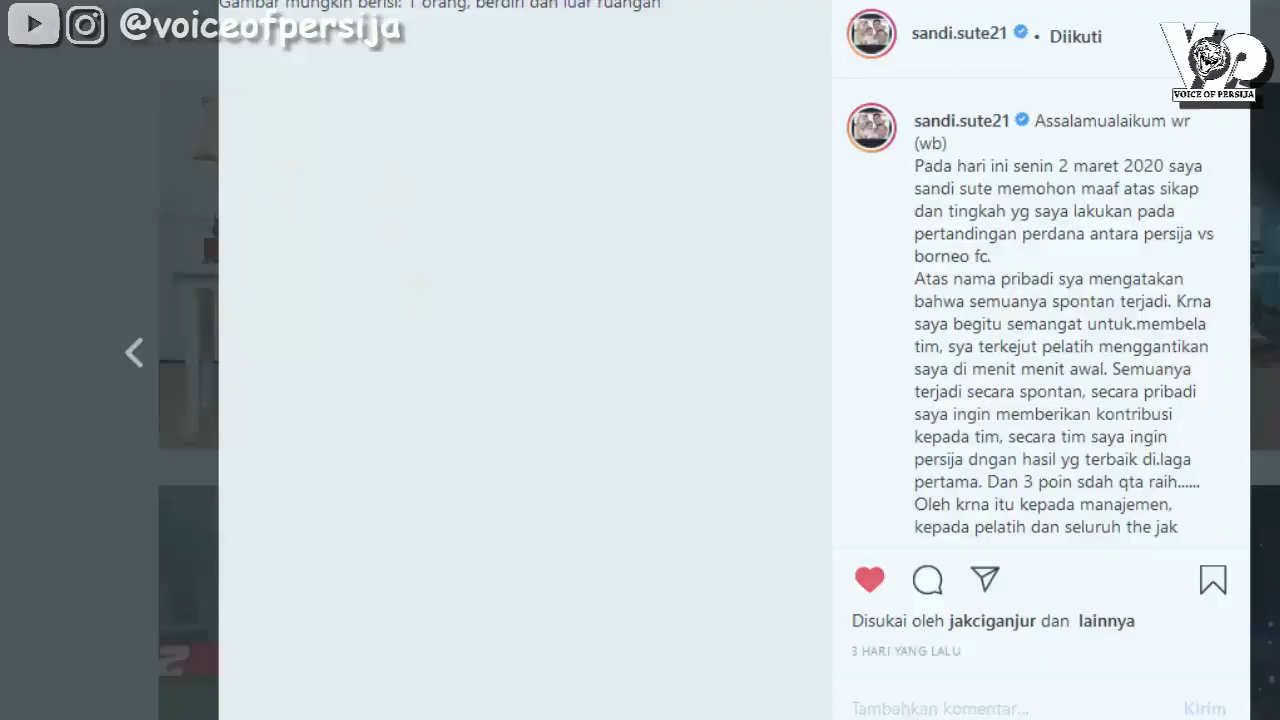 Gambar mungkin berisi: 1 orang, berdiri dan luar ruangan
@voiceofpersija
sandi.sute21 • Diikuti
VP
VOICE OF PERSIJA
sandi.sute21 Assalamualaikum wr
(wb)
Pada hari ini senin 2 maret 2020 saya
sandi sute memohon maaf atas sikap
dan tingkah yg saya lakukan pada
pertandingan perdana antara persija vs
borneo fc.
Atas nama pribadi sya mengatakan
bahwa semuanya spontan terjadi. Krna
saya begitu semangat untuk.membela
tim, sya terkejut pelatih menggantikan
saya di menit menit awal. Semuanya
terjadi secara spontan, secara pribadi
saya ingin memberikan kontribusi
kepada tim, secara tim saya ingin
persija dngan hasil yg terbaik di.laga
pertama. Dan 3 poin sdah qta raih......
Oleh krna itu kepada manajemen,
kepada pelatih dan seluruh the jak
Disukai oleh jakciganjur dan lainnya
3 HARI YANG LALU
Tambahkan komentar...
Kirim